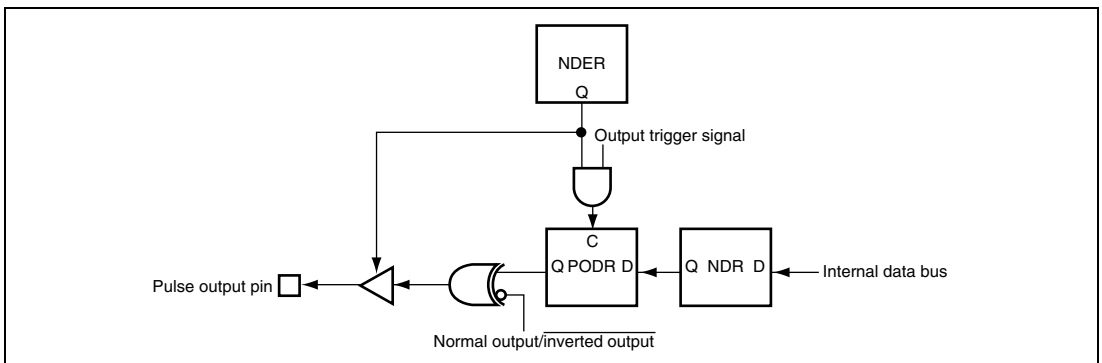 NDER
Q
Output trigger signal
C
Q PODR D
Q NDR D
Internal data bus
Pulse output pin
Normal output/inverted output